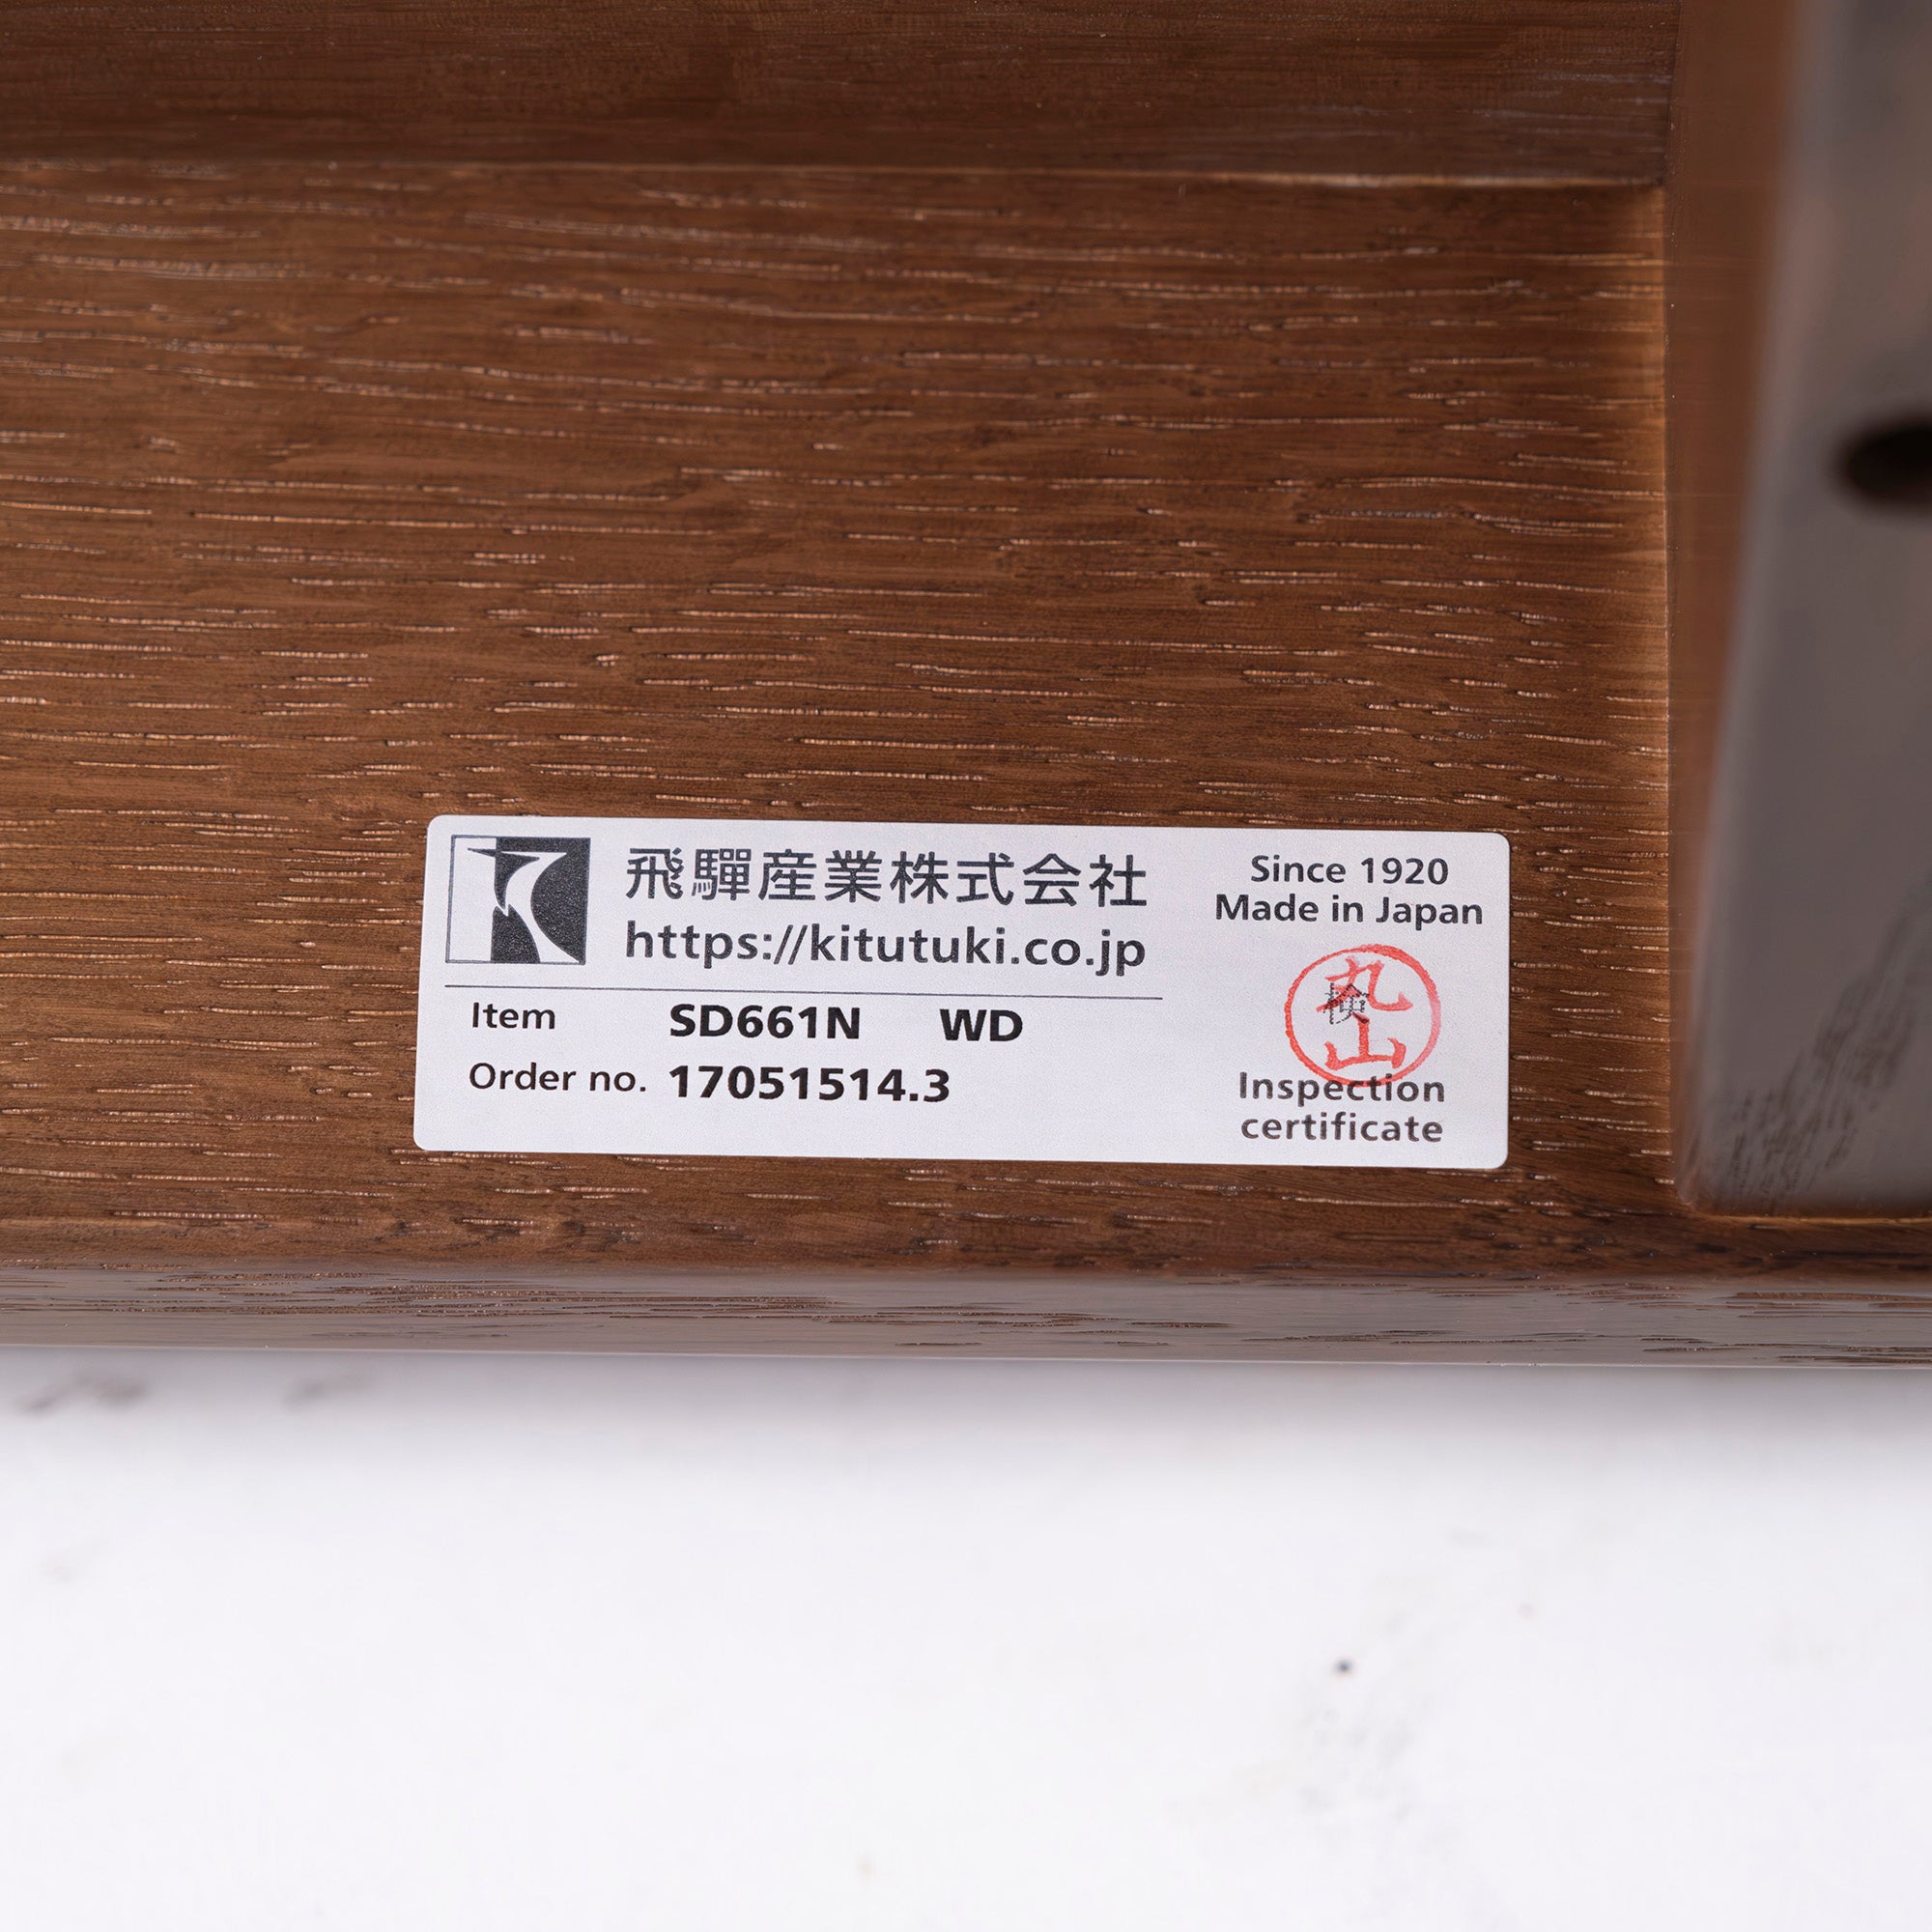 飛驒産業株式会社
https://kitutuki.co.jp
Item SD661N WD
Order no. 17051514.3
Since 1920
Made in Japan
検
丸山
Inspection
certificate